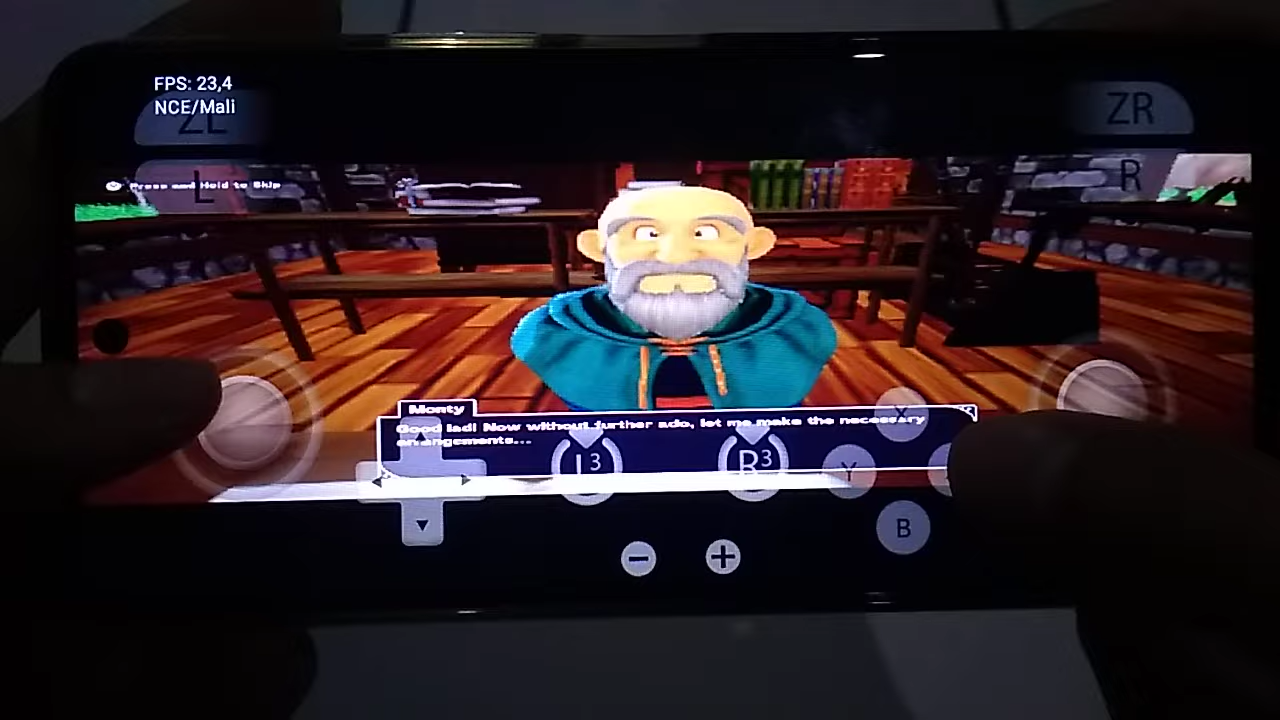 FPS: 23,4
NCE/Mali
ZL
ZR
L
R
Press and Hold to Skip
Monty
Good lad! Now without further ado, let me make the necessary
arrangements...
X
L3
R3
Y
B